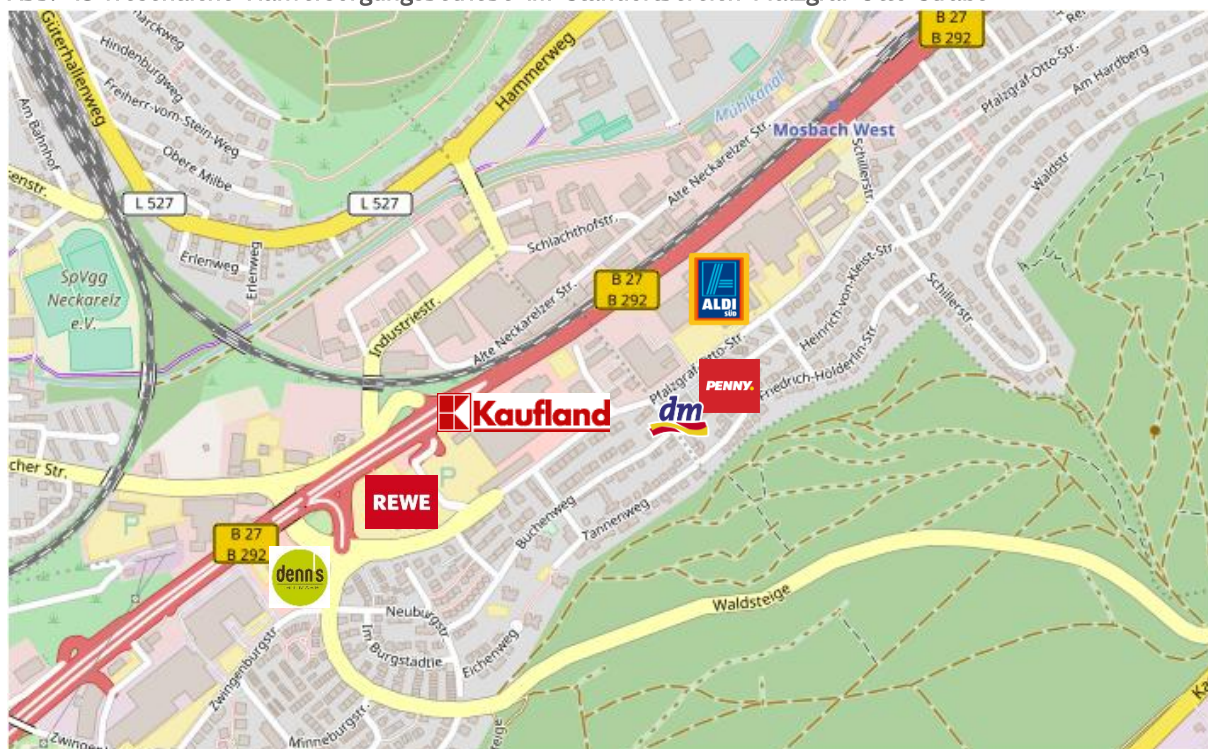 B 27
B 292
Güterhallenweg
Hindenburgweg
Freiherr-vom-Stein-Weg
Am Bahnhof
Obere Milbe
Hammerweg
Mühlkanal
Pfalzgraf-Otto-Str.
Am Hardberg
Mosbach West
Schillerstr.
Waldstr
L 527
L 527
Alte Neckarelzer Str.
Schlachthofstr.
Erlenweg
Erlenweg
SpVgg
Neckarelz
e.V.
Industriestr.
Alte Neckarelzer Str.
B 27
B 292
ALDI
SÜD
Heinrich-von-Kleist-Str.
Schillerstr.
Pfalzgraf-Otto-Str.
Friedrich-Hölderlin-Str.
PENNY.
dm
Kaufland
P
cher Str.
P
REWE
Buchenweg
Tannenweg
B 27
B 292
denn's
Waldsteige
Neuburgstr
Im Burgstädtle
Eichenweg
Zwingenburgstr
Minneburgstr.